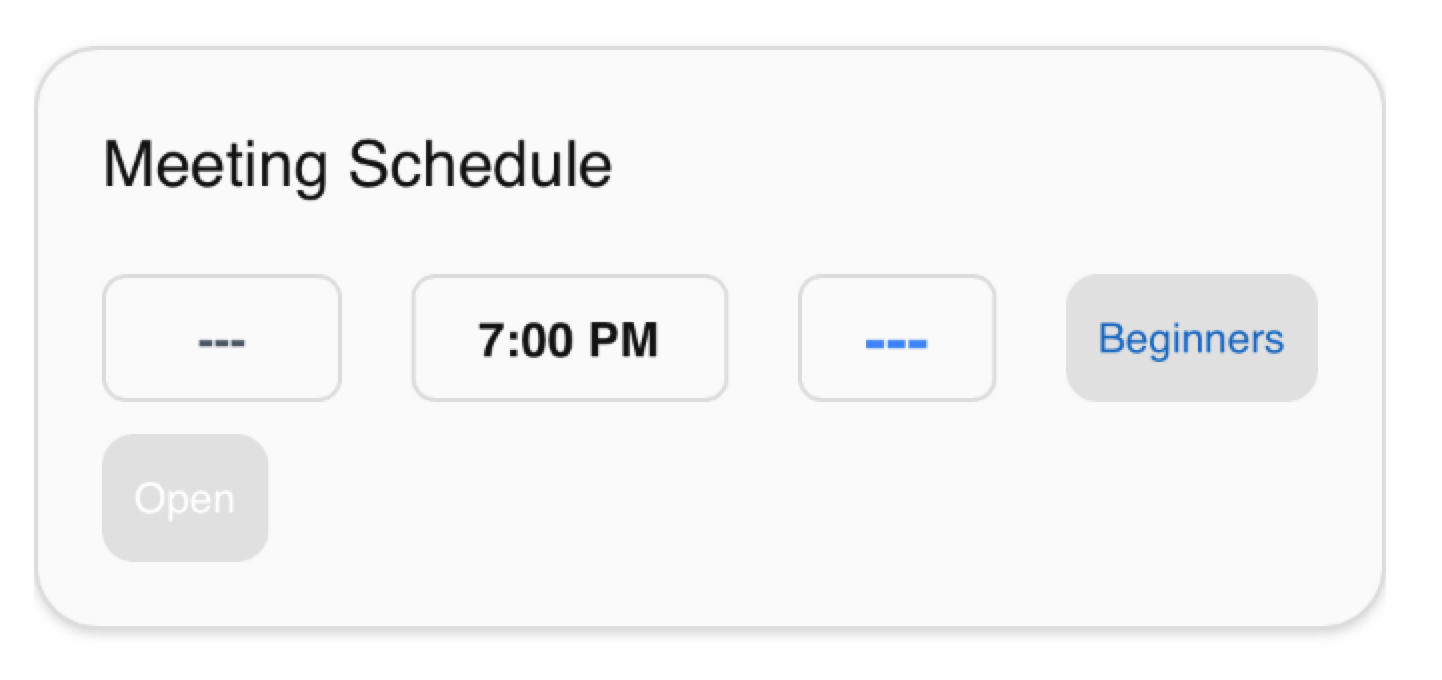 Meeting Schedule
--- 7:00 PM --- Beginners
Open